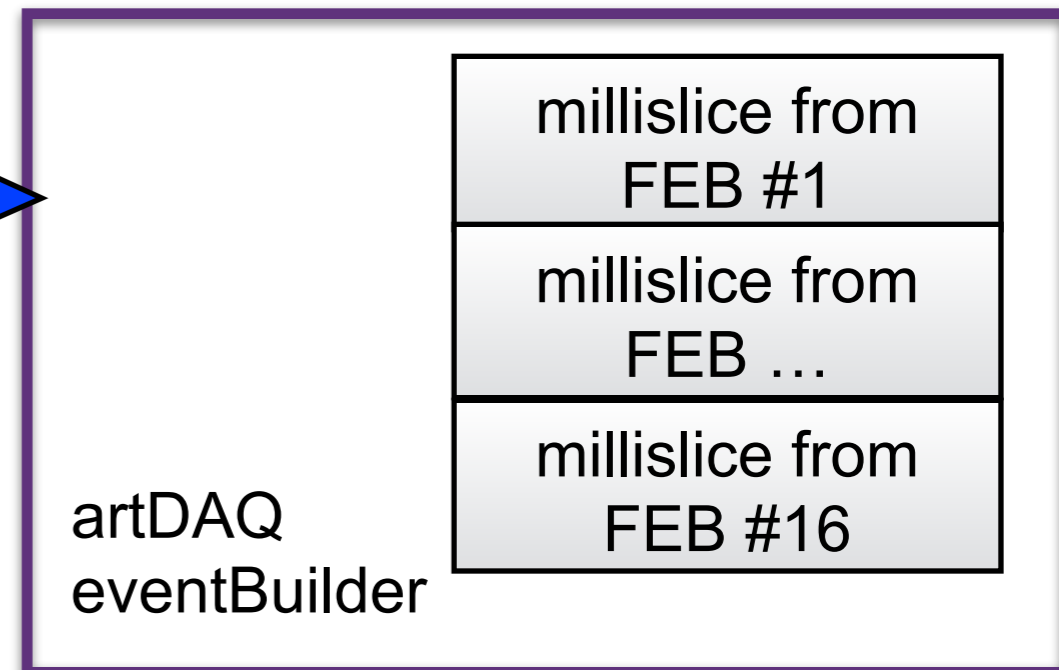 millislice from
FEB #1
millislice from
FEB …
millislice from
FEB #16
artDAQ
eventBuilder